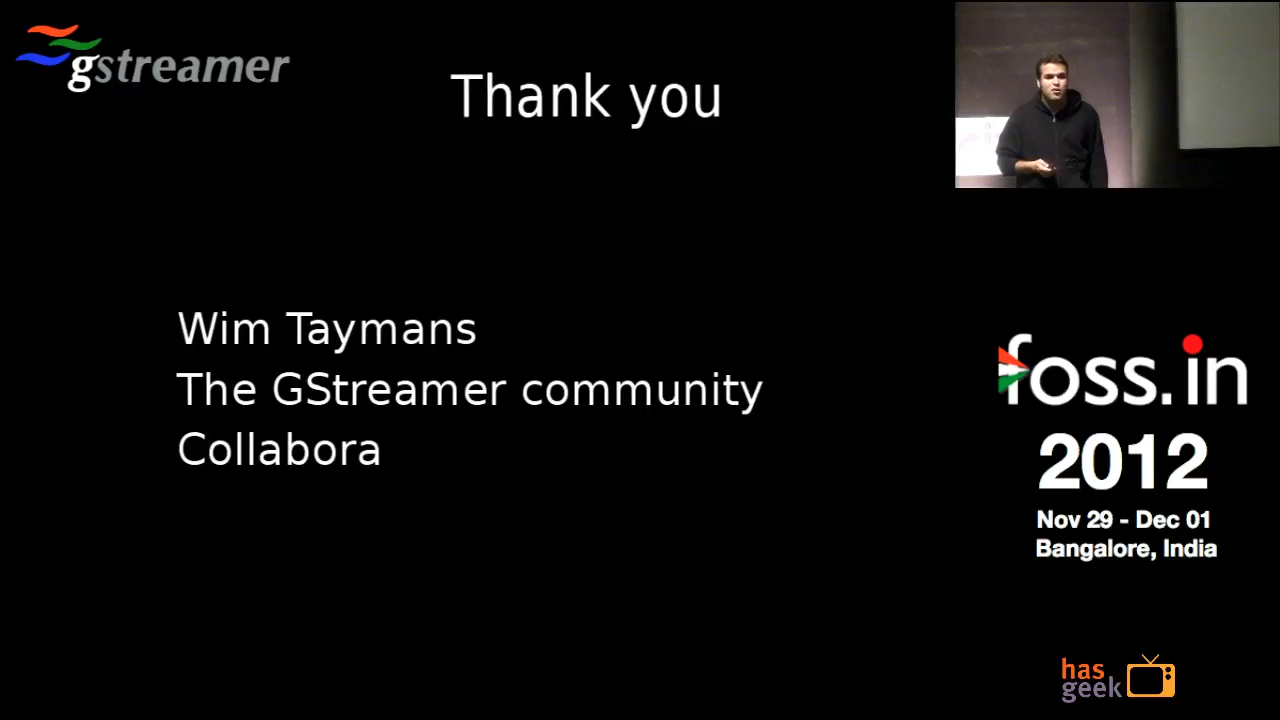 gstreamer
Thank you
Wim Taymans
The GStreamer community
Collabora
foss.in
2012
Nov 29 - Dec 01
Bangalore, India
has
geek